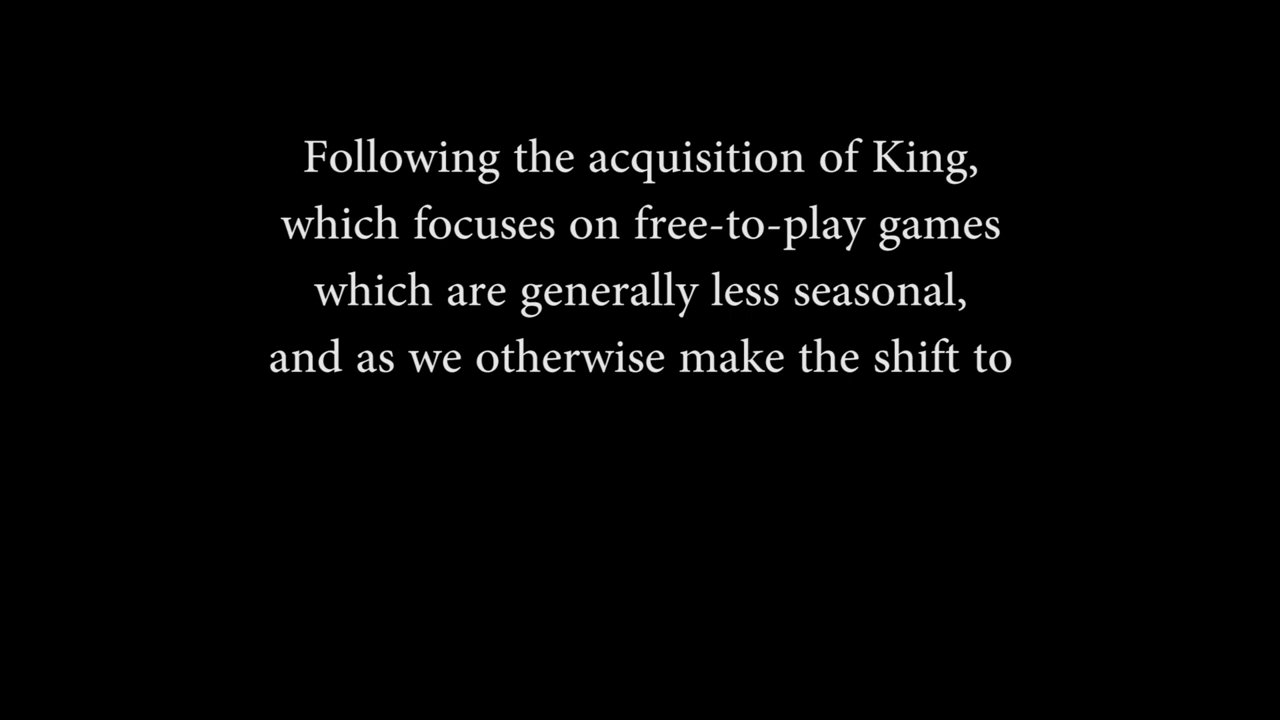 Following the acquisition of King,
which focuses on free-to-play games
which are generally less seasonal,
and as we otherwise make the shift to